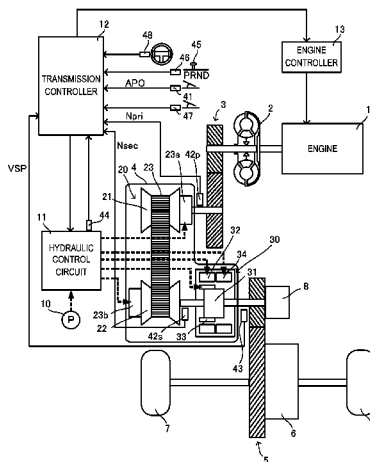 12
TRANSMISSION CONTROLLER
48
46
45
PRND
APO
41
47
Npri
Nsec
VSP
13
ENGINE CONTROLLER
3
2
1
ENGINE
4
23
23a
42p
20
21
11
44
HYDRAULIC CONTROL CIRCUIT
10
P
23b
22
42s
33
32
34
30
31
8
43
7
5
6